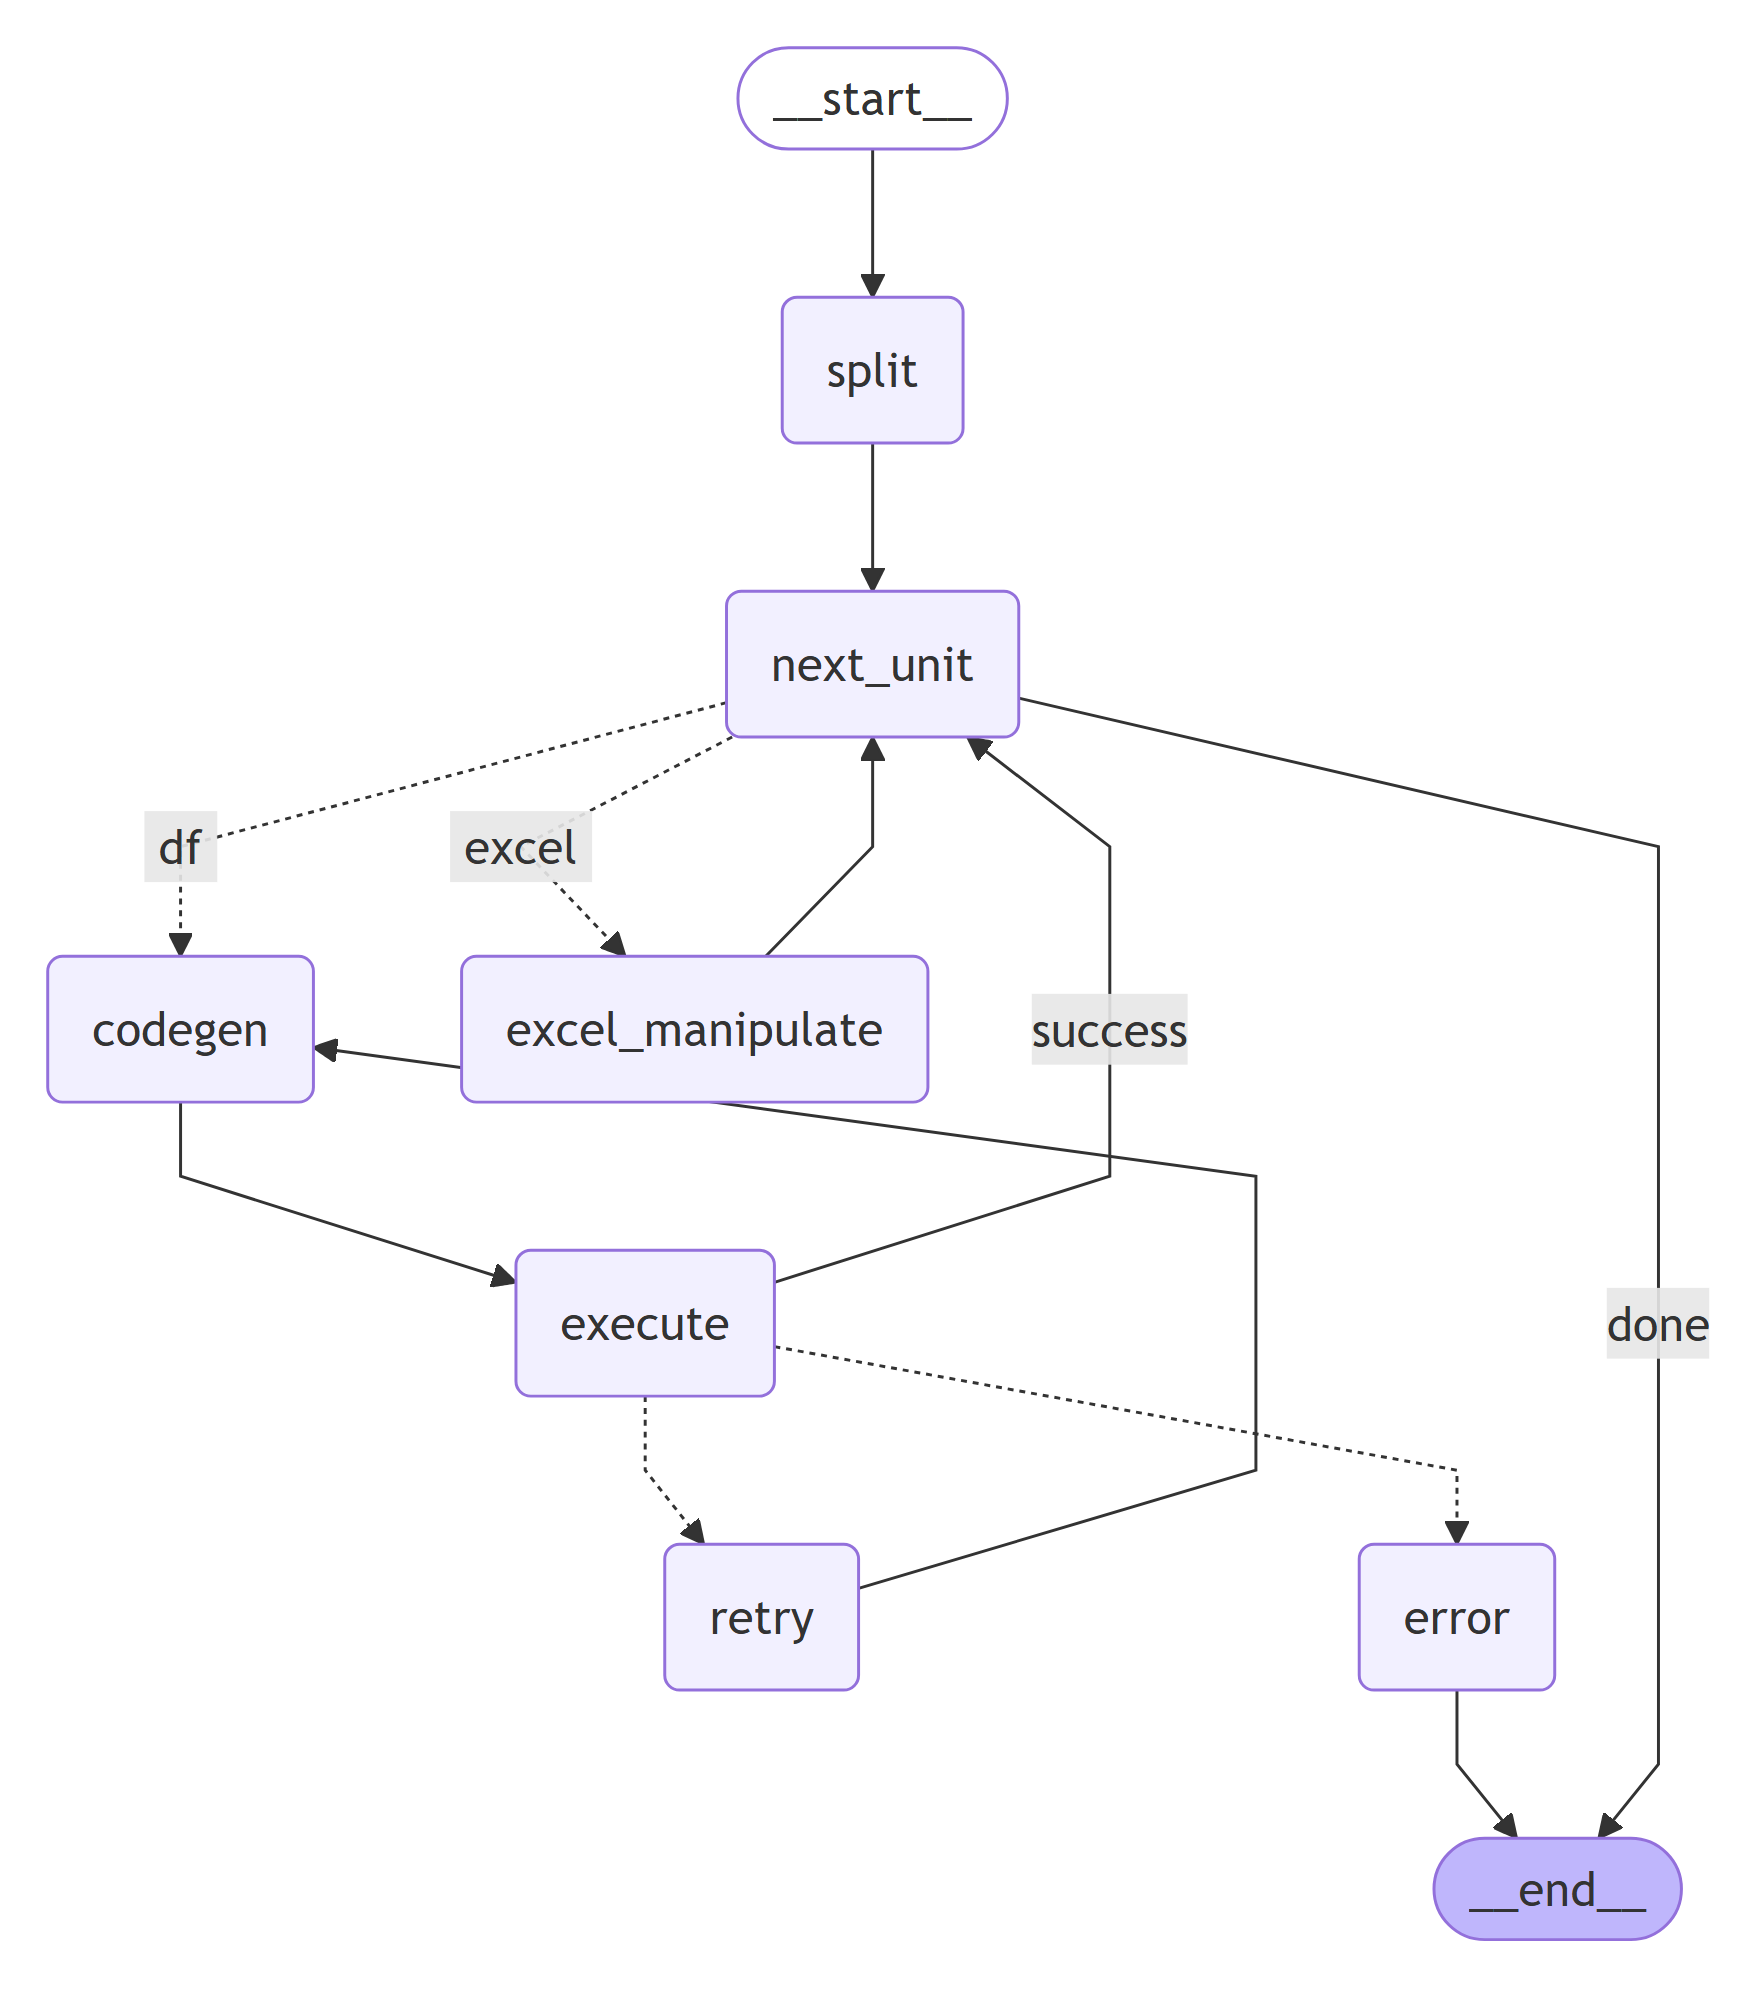 __start__
split
next_unit
df
excel
codegen
excel_manipulate
success
execute
done
retry
error
__end__